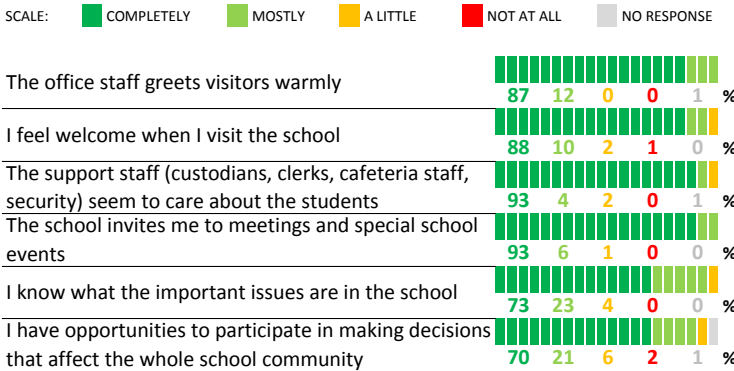 SCALE: COMPLETELY MOSTLY A LITTLE NOT AT ALL NO RESPONSE
The office staff greets visitors warmly
87 12 0 0 1 %
I feel welcome when I visit the school
88 10 2 1 0 %
The support staff (custodians, clerks, cafeteria staff,
security) seem to care about the students
93 4 2 0 1 %
The school invites me to meetings and special school
events
93 6 1 0 0 %
I know what the important issues are in the school
73 23 4 0 0 %
I have opportunities to participate in making decisions
that affect the whole school community
70 21 6 2 1 %